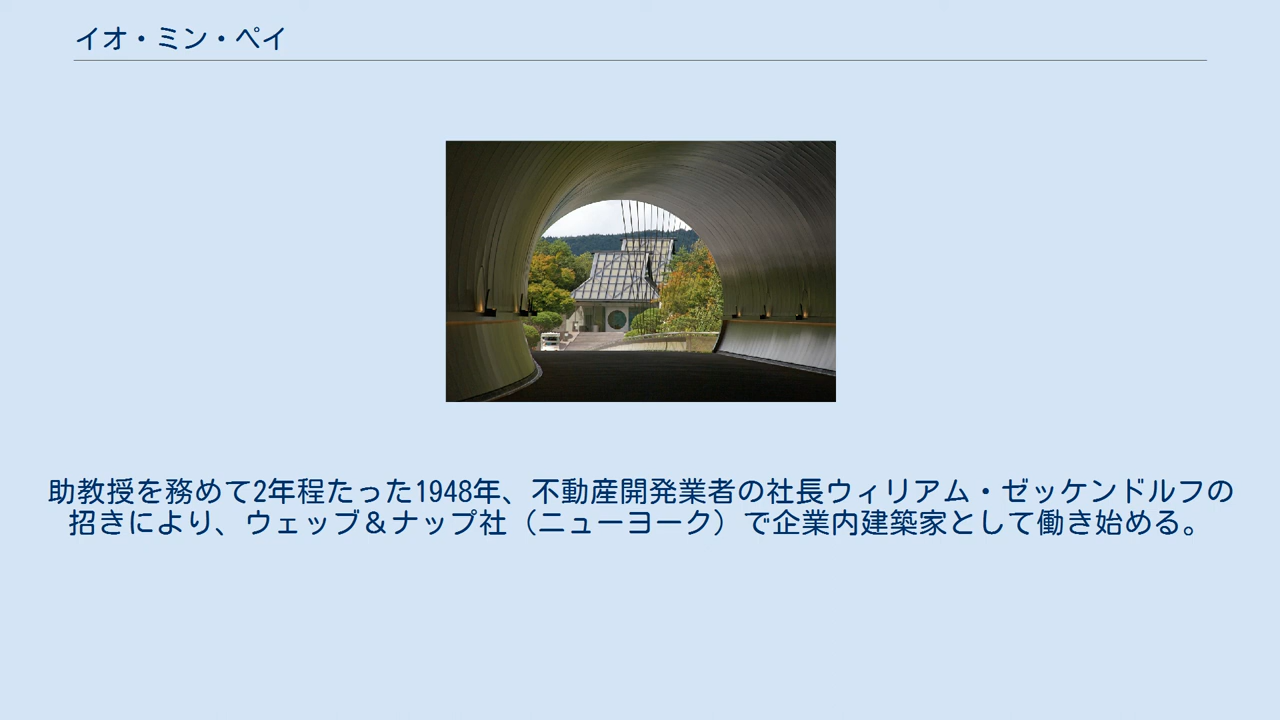 イオ・ミン・ペイ
助教授を務めて2年程たった1948年、不動産開発業者の社長ウィリアム・ゼッケンドルフの
招きにより、ウェッブ＆ナップ社（ニューヨーク）で企業内建築家として働き始める。